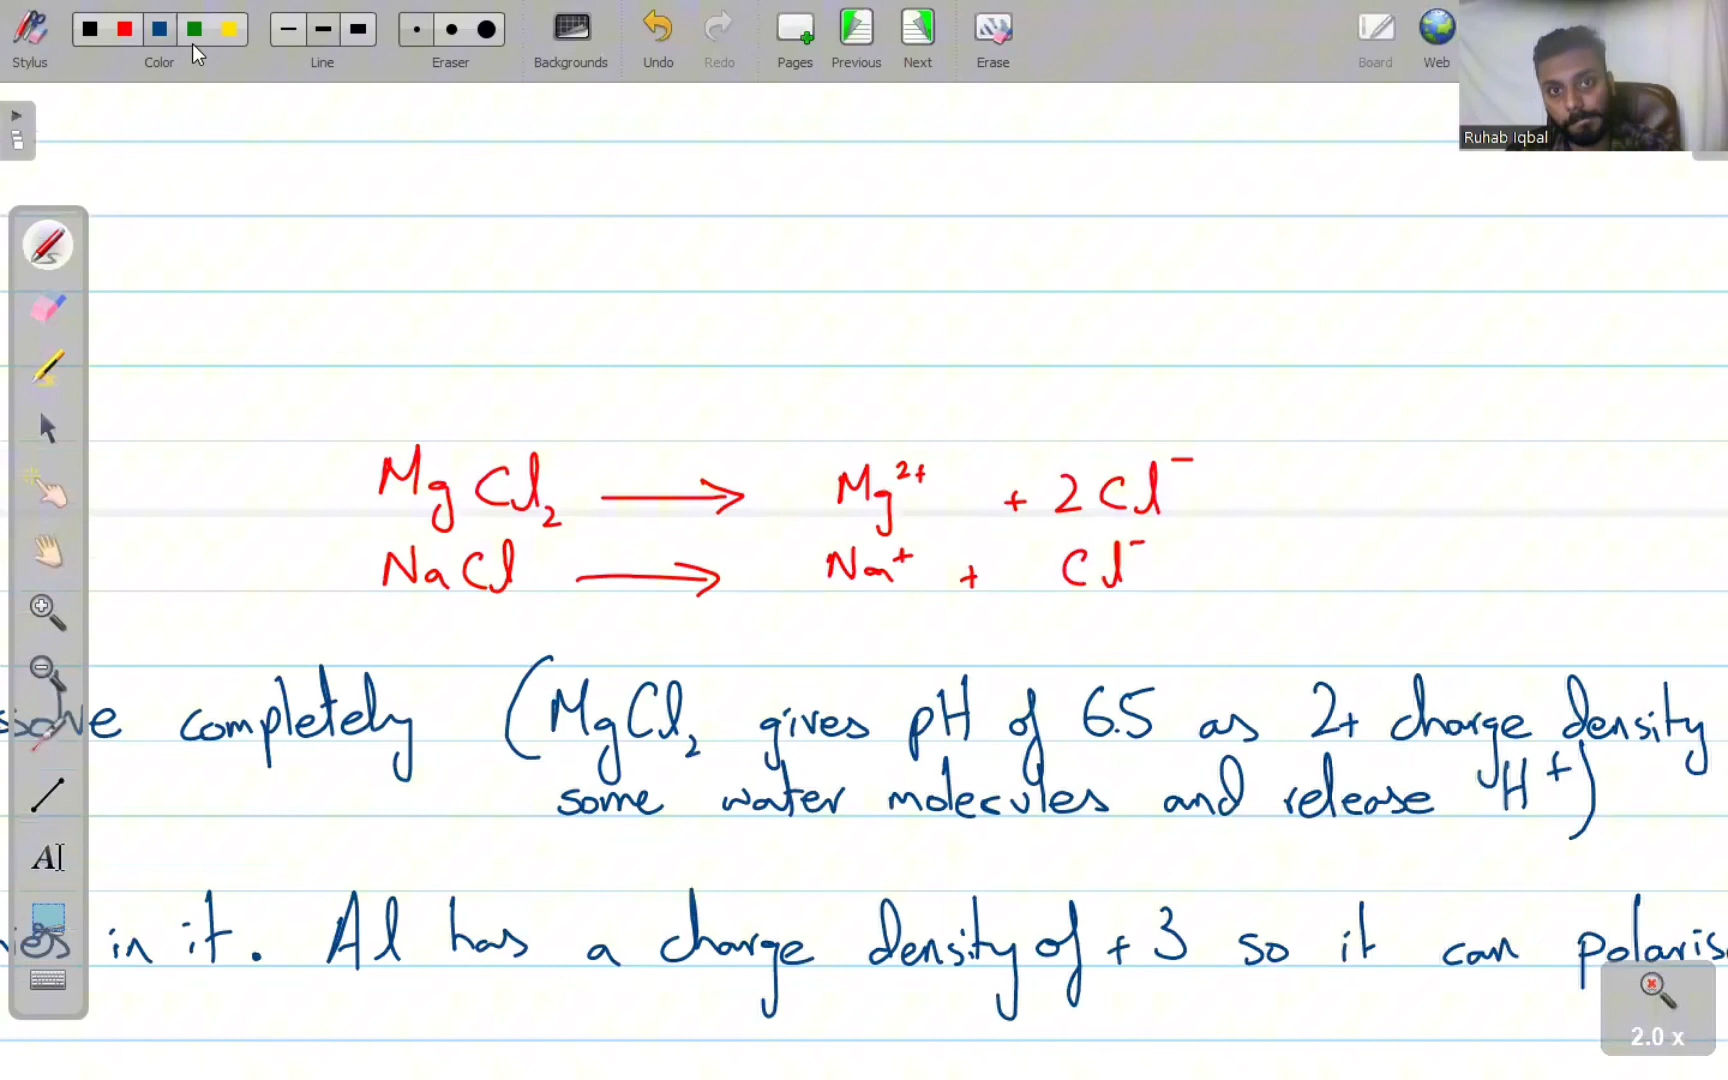 Stylus Color Line Eraser Backgrounds Undo Redo Pages Previous Next Erase Board Web
Ruhab Iqbal
MgCl₂ ⟶ Mg²⁺ + 2Cl⁻
NaCl ⟶ Na⁺ + Cl⁻
completely (MgCl₂ gives pH of 6.5 as 2+ charge density
some water molecules and release H⁺)
in it. Al has a charge density of +3 so it can polaris
2.0 x